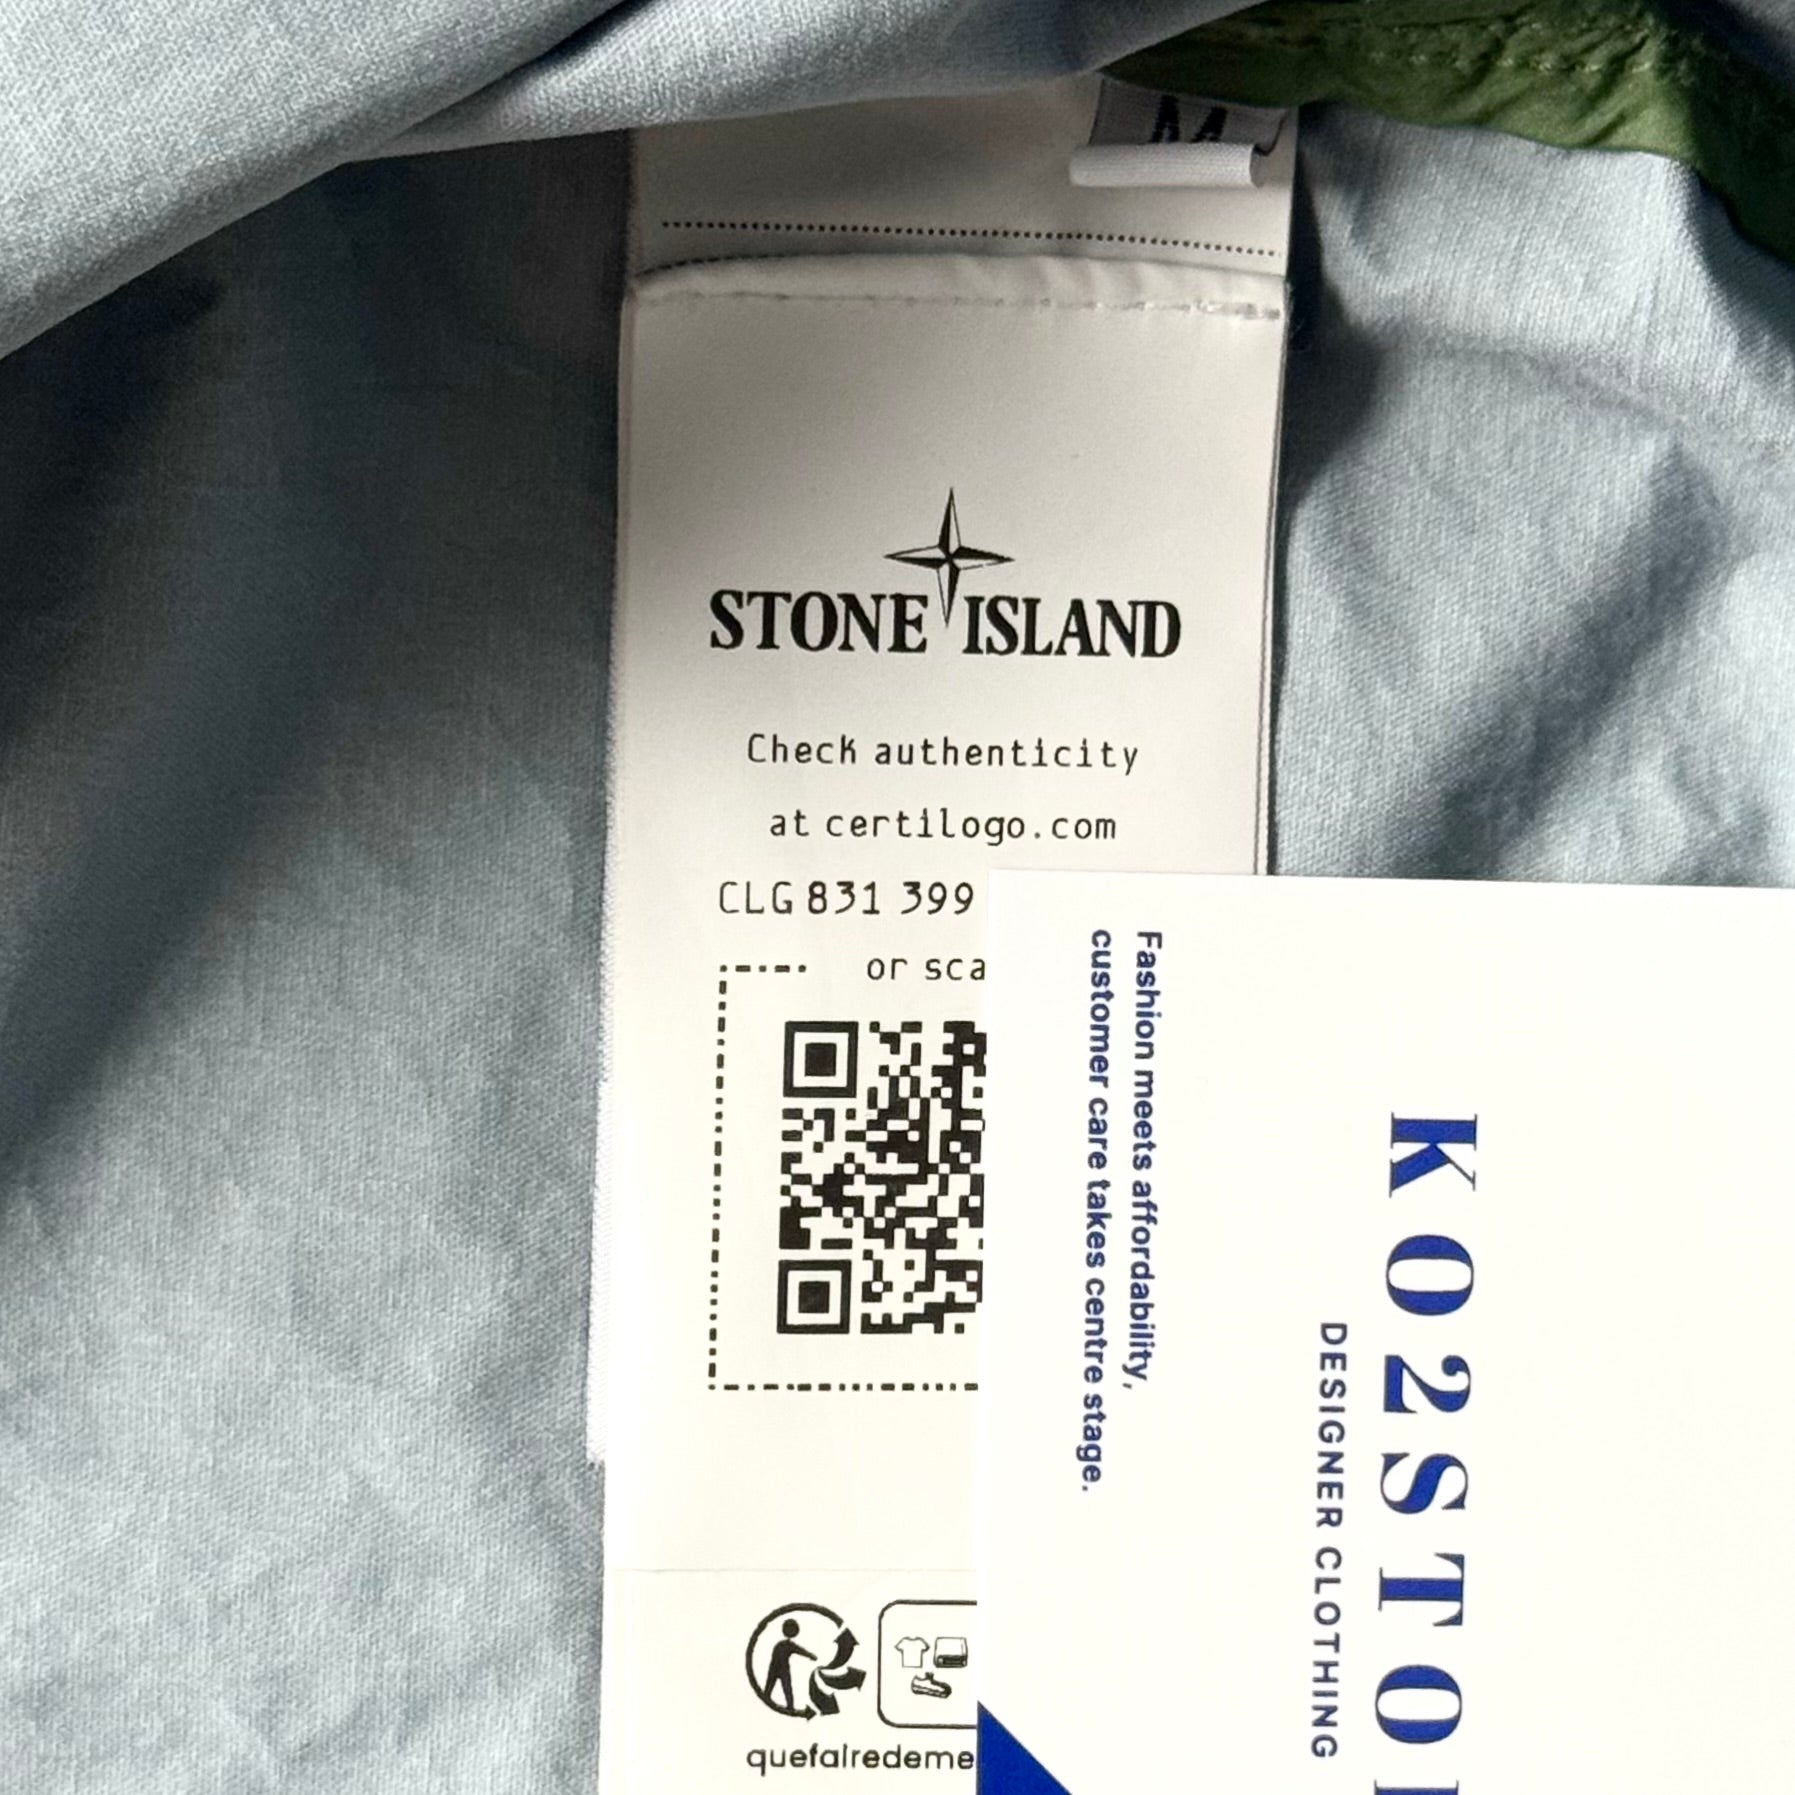 M
STONE ISLAND
Check authenticity
at certilogo.com
CLG 831 399
or sca
quefairedeme
Fashion meets affordability,
customer care takes centre stage.
KO2STO
DESIGNER CLOTHING